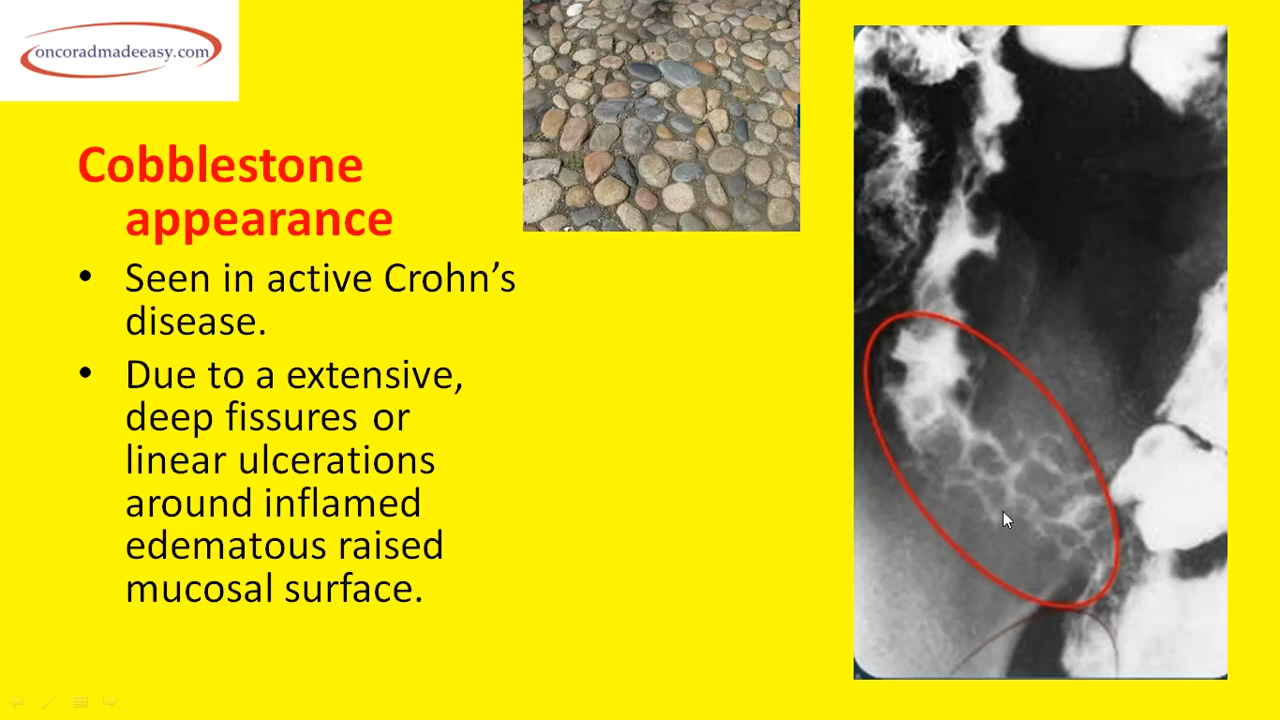 oncoradmadeeasy.com
Cobblestone
appearance
• Seen in active Crohn’s
disease.
• Due to a extensive,
deep fissures or
linear ulcerations
around inflamed
edematous raised
mucosal surface.